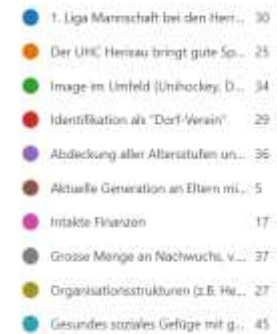 1. Liga Mannschaft bei den Herr... 30
Der UHC Herisau bringt gute Sp... 25
Image im Umfeld (Unihockey, D... 34
Identifikation als "Dorf-Verein" 29
Abdeckung aller Altersstufen un... 36
Aktuelle Generation an Eltern mi... 5
Intakte Finanzen 17
Grosse Menge an Nachwuchs, v... 37
Organisationsstrukturen (z.B. He... 27
Gesundes soziales Gefüge mit g... 45